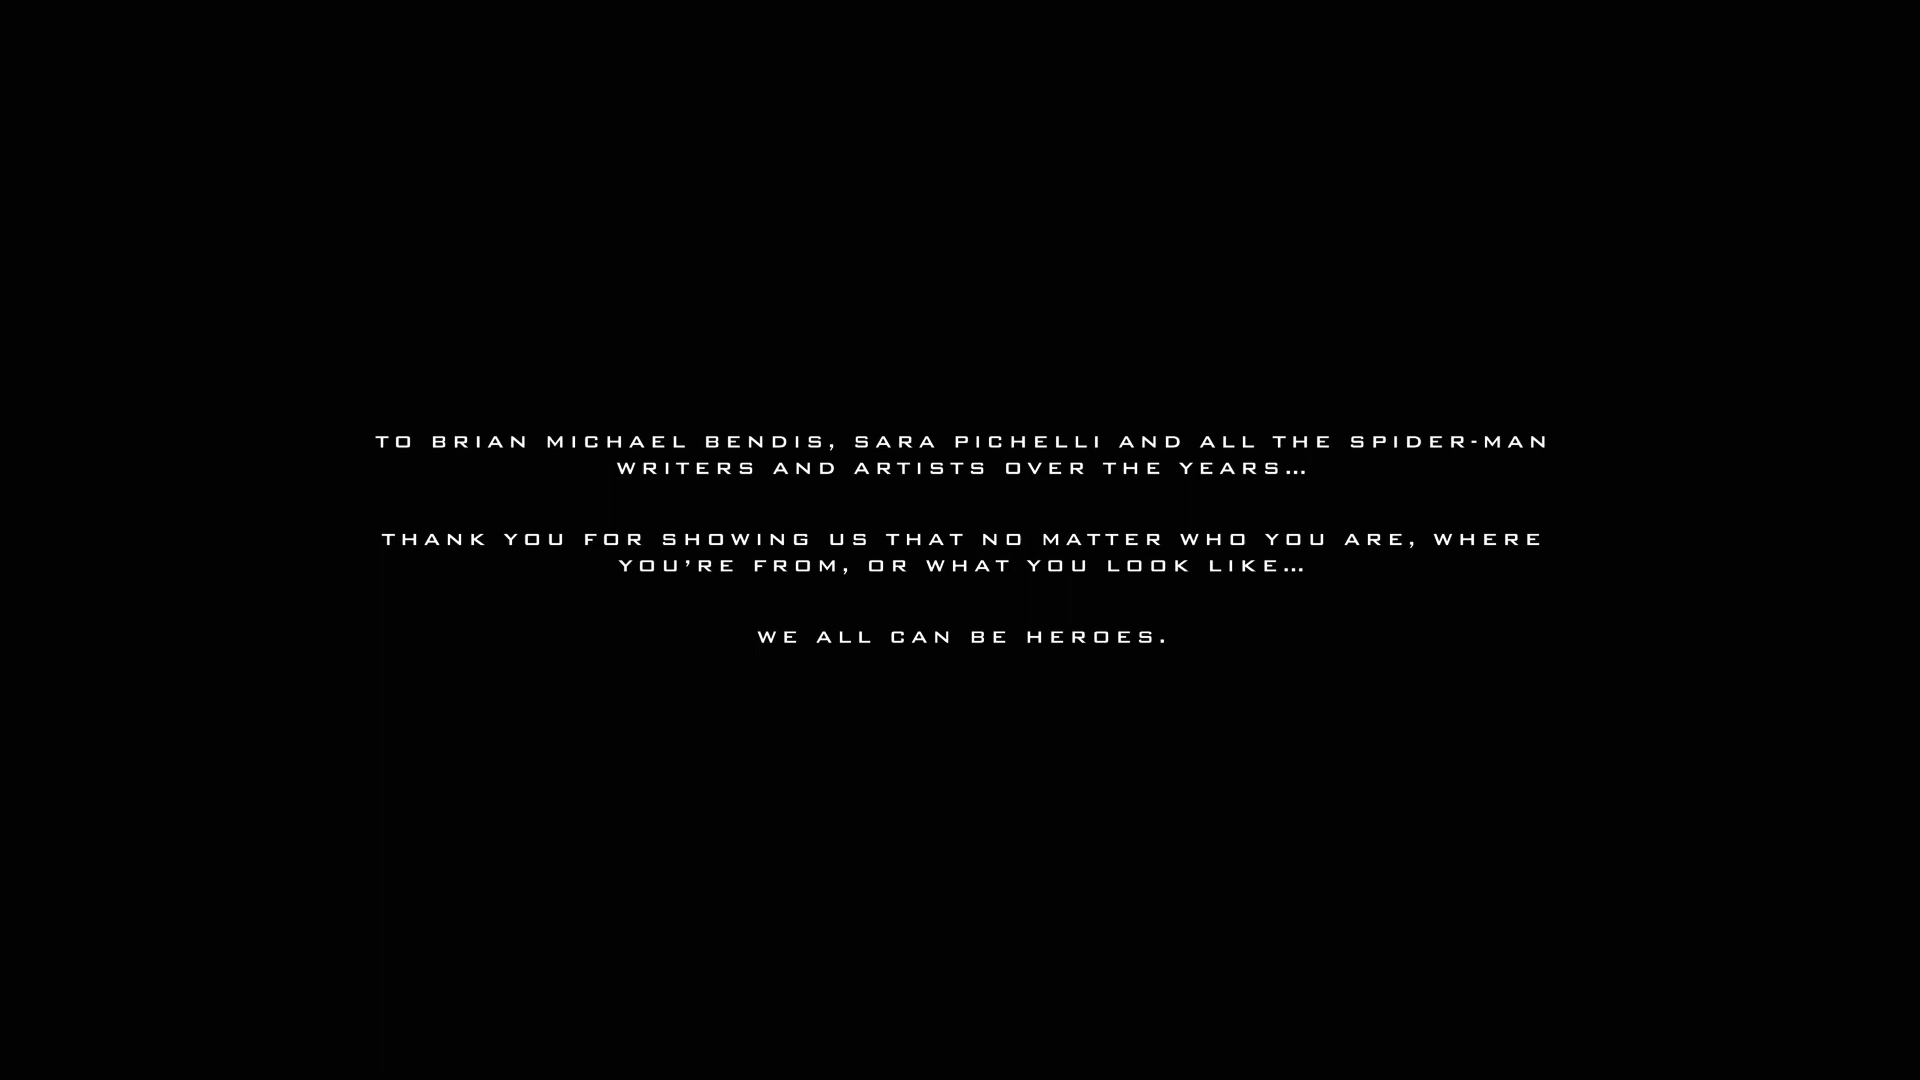 TO BRIAN MICHAEL BENDIS, SARA PICHELLI AND ALL THE SPIDER-MAN
WRITERS AND ARTISTS OVER THE YEARS...
THANK YOU FOR SHOWING US THAT NO MATTER WHO YOU ARE, WHERE
YOU’RE FROM, OR WHAT YOU LOOK LIKE...
WE ALL CAN BE HEROES.